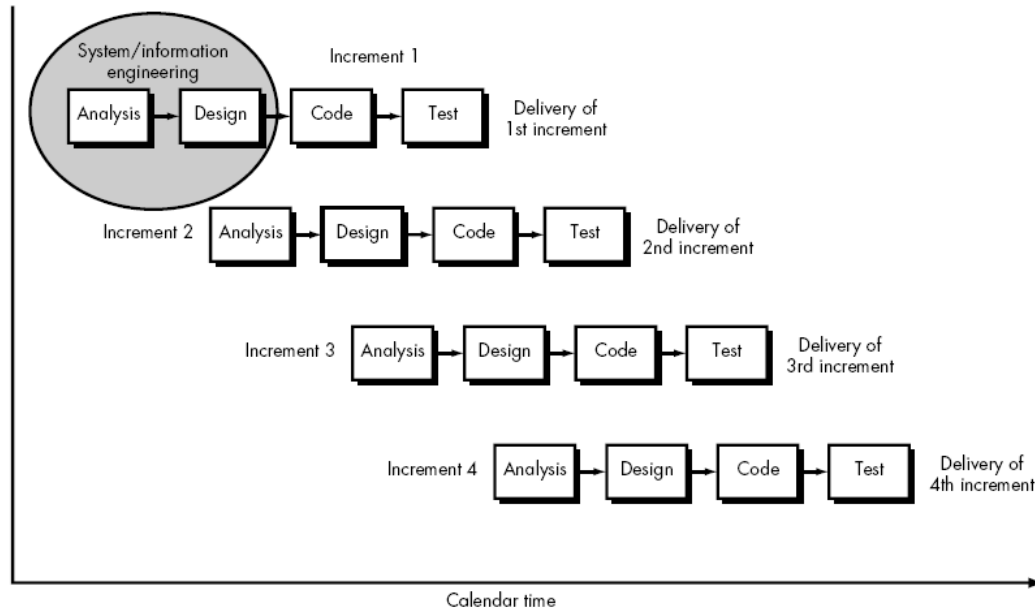 System/information
engineering
Increment 1
Analysis
Design
Code
Test
Delivery of
1st increment
Increment 2
Analysis
Design
Code
Test
Delivery of
2nd increment
Increment 3
Analysis
Design
Code
Test
Delivery of
3rd increment
Increment 4
Analysis
Design
Code
Test
Delivery of
4th increment
Calendar time